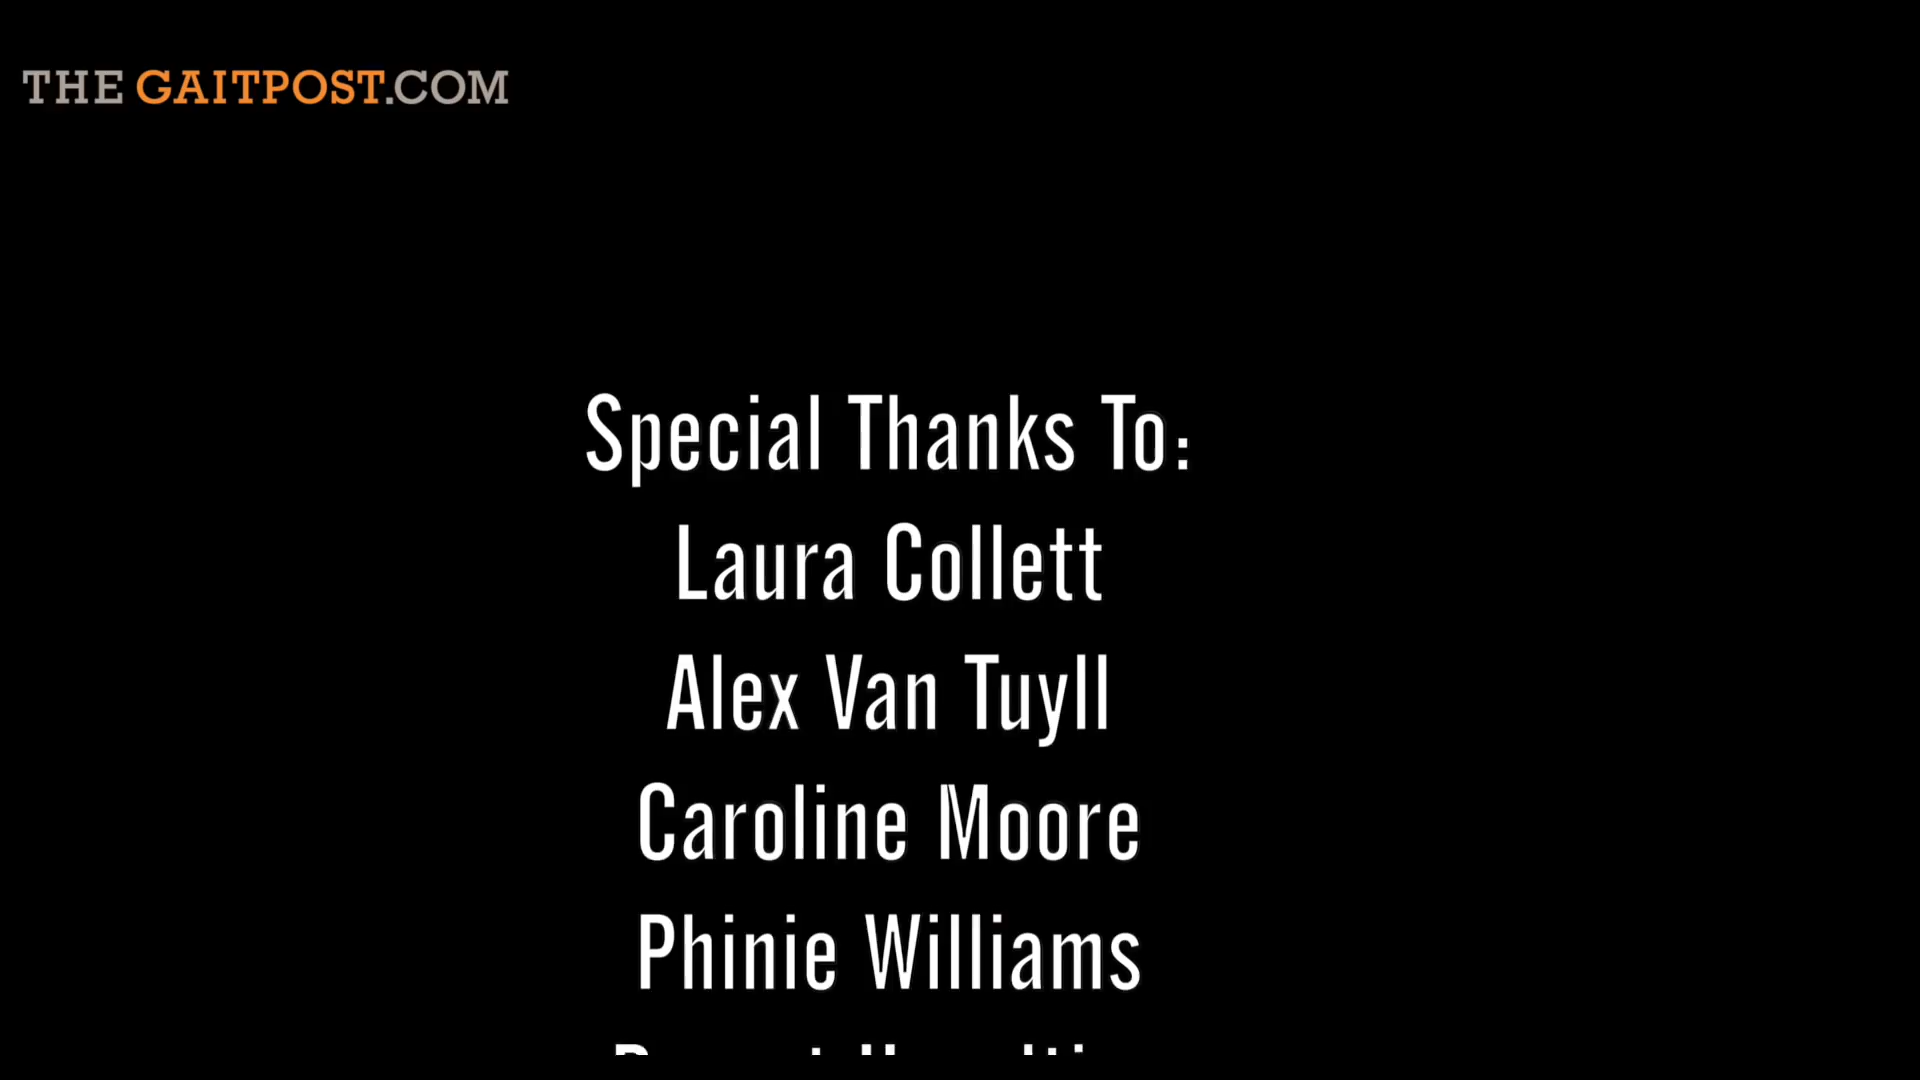 THE GAITPOST.COM
Special Thanks To:
Laura Collett
Alex Van Tuyll
Caroline Moore
Phinie Williams